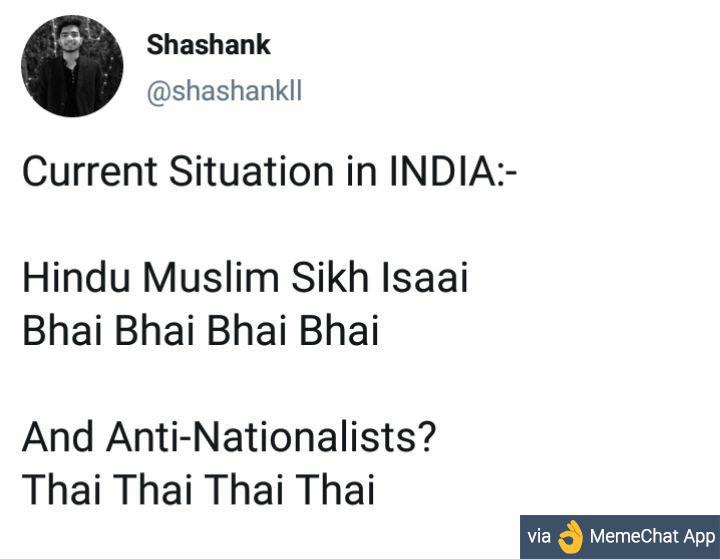 Shashank
@shashankll
Current Situation in INDIA:-
Hindu Muslim Sikh Isaai
Bhai Bhai Bhai Bhai
And Anti-Nationalists?
Thai Thai Thai Thai
via 👌 MemeChat App